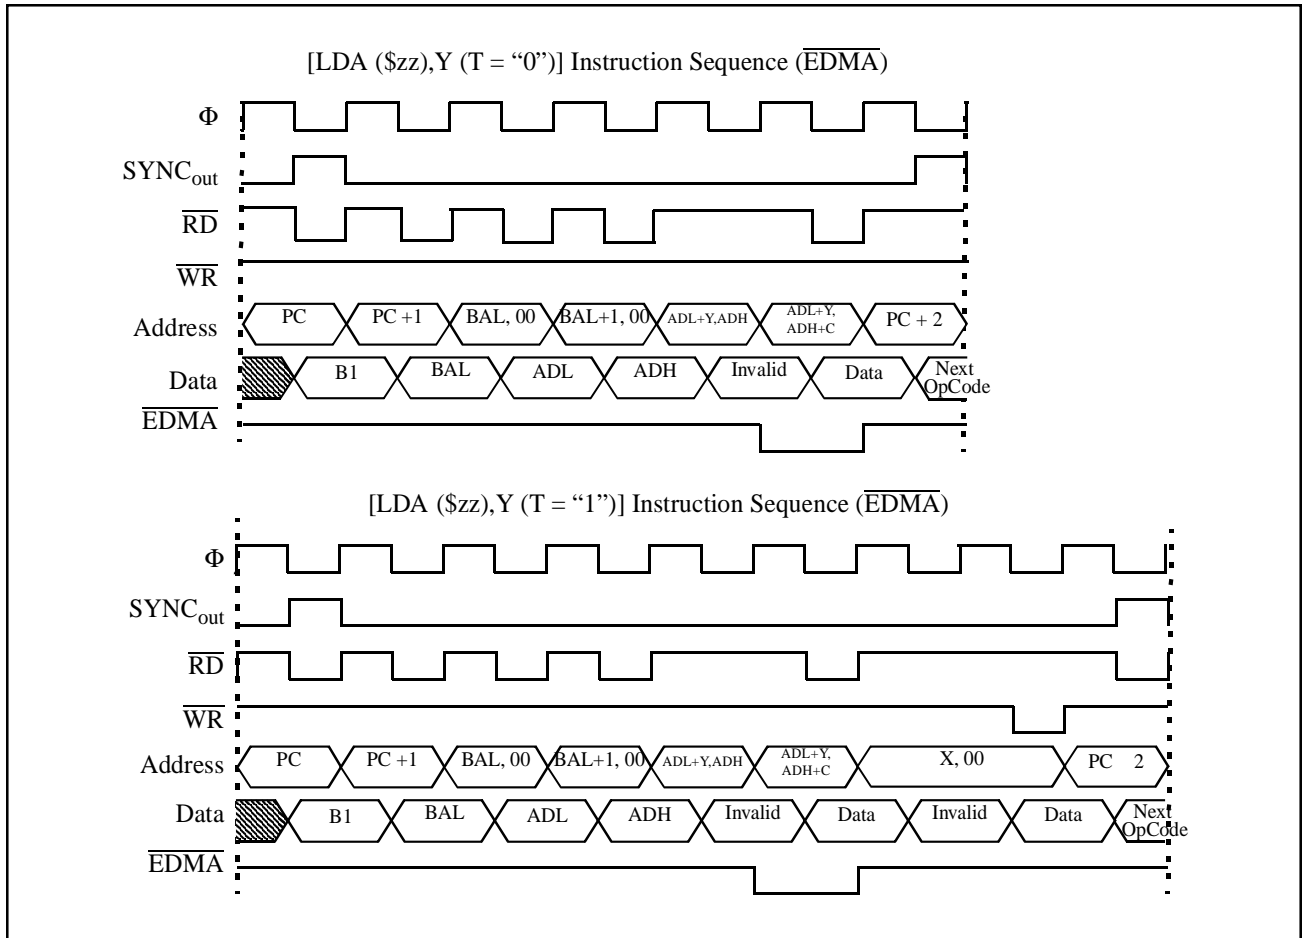 [LDA ($zz),Y (T = “0”)] Instruction Sequence (EDMA)
Φ
SYNCout
RD
WR
Address
PC
PC +1
BAL, 00
BAL+1, 00
ADL+Y,ADH
ADL+Y,
ADH+C
PC + 2
Data
B1
BAL
ADL
ADH
Invalid
Data
Next
OpCode
EDMA
[LDA ($zz),Y (T = “1”)] Instruction Sequence (EDMA)
Φ
SYNCout
RD
WR
Address
PC
PC +1
BAL, 00
BAL+1, 00
ADL+Y,ADH
ADL+Y,
ADH+C
X, 00
PC 2
Data
B1
BAL
ADL
ADH
Invalid
Data
Invalid
Data
Next
OpCode
EDMA